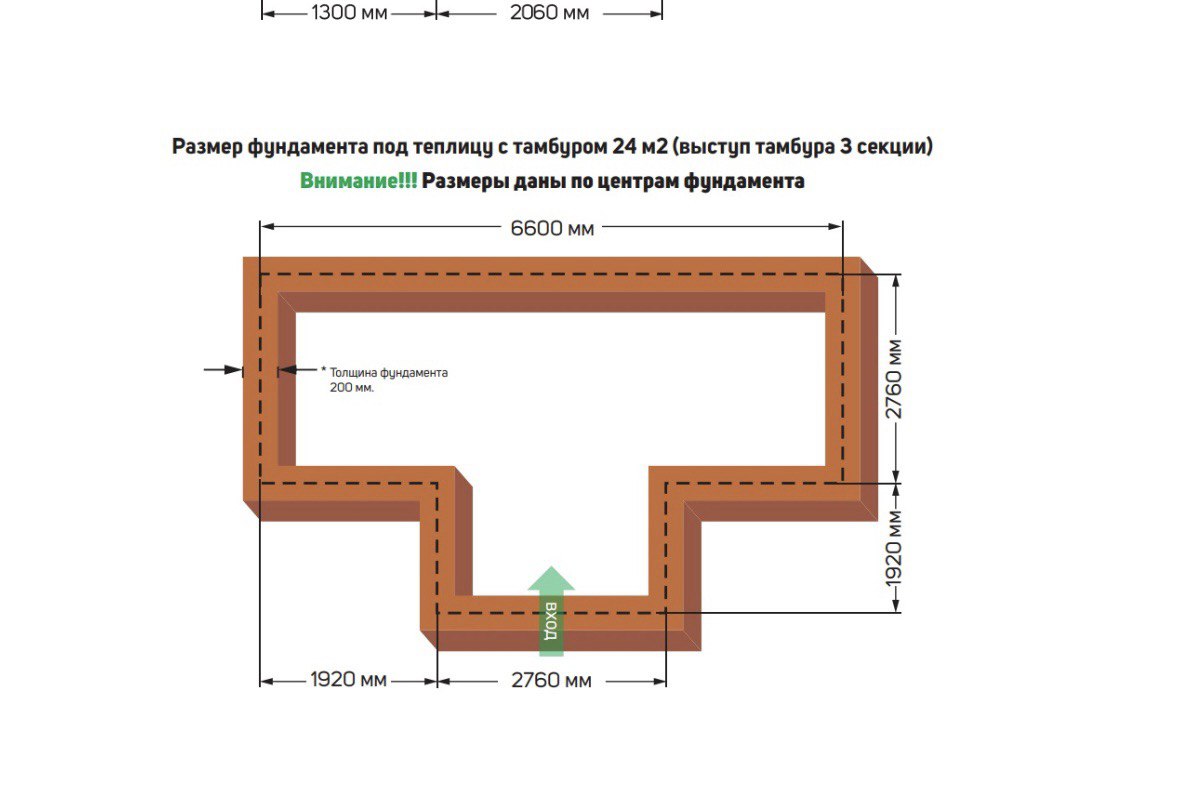 1300 мм 2060 мм
Размер фундамента под теплицу с тамбуром 24 м2 (выступ тамбура 3 секции)
Внимание!!! Размеры даны по центрам фундамента
6600 мм
2760 мм
* Толщина фундамента
200 мм.
1920 мм
ВХОД
1920 мм 2760 мм